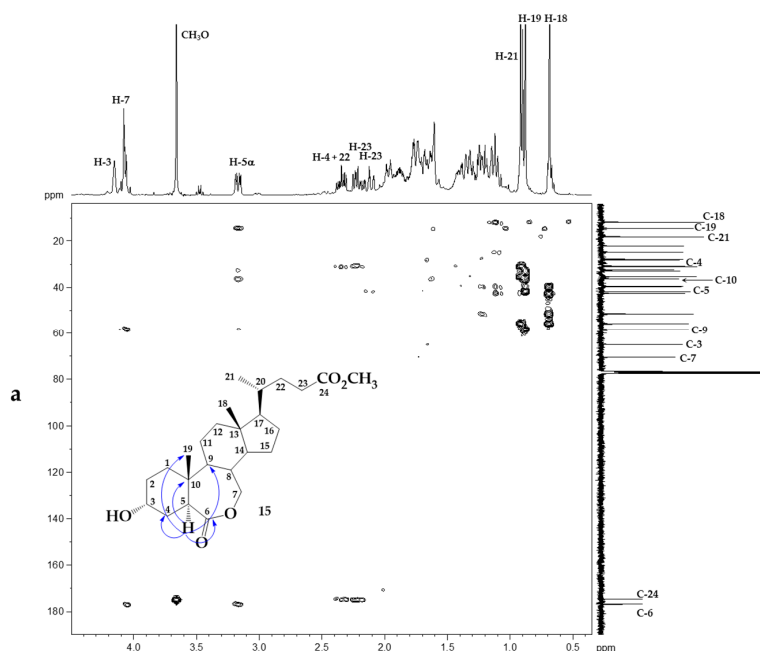 H-19 H-18
CH₃O
H-21
H-7
H-3
H-5α
H-4 + 22
H-23
H-23
ppm
20
40
60
80
100
120
140
160
180
C-18
C-19
C-21
C-4
C-10
C-5
C-9
C-3
C-7
C-24
C-6
a
21
20
22
23
24
CO₂CH₃
18
17
12
13
16
11
14
15
19
1
9
2
10
8
7
3
4
5
6
HO
H
O
O
15
4.5 4.0 3.5 3.0 2.5 2.0 1.5 1.0 0.5 ppm